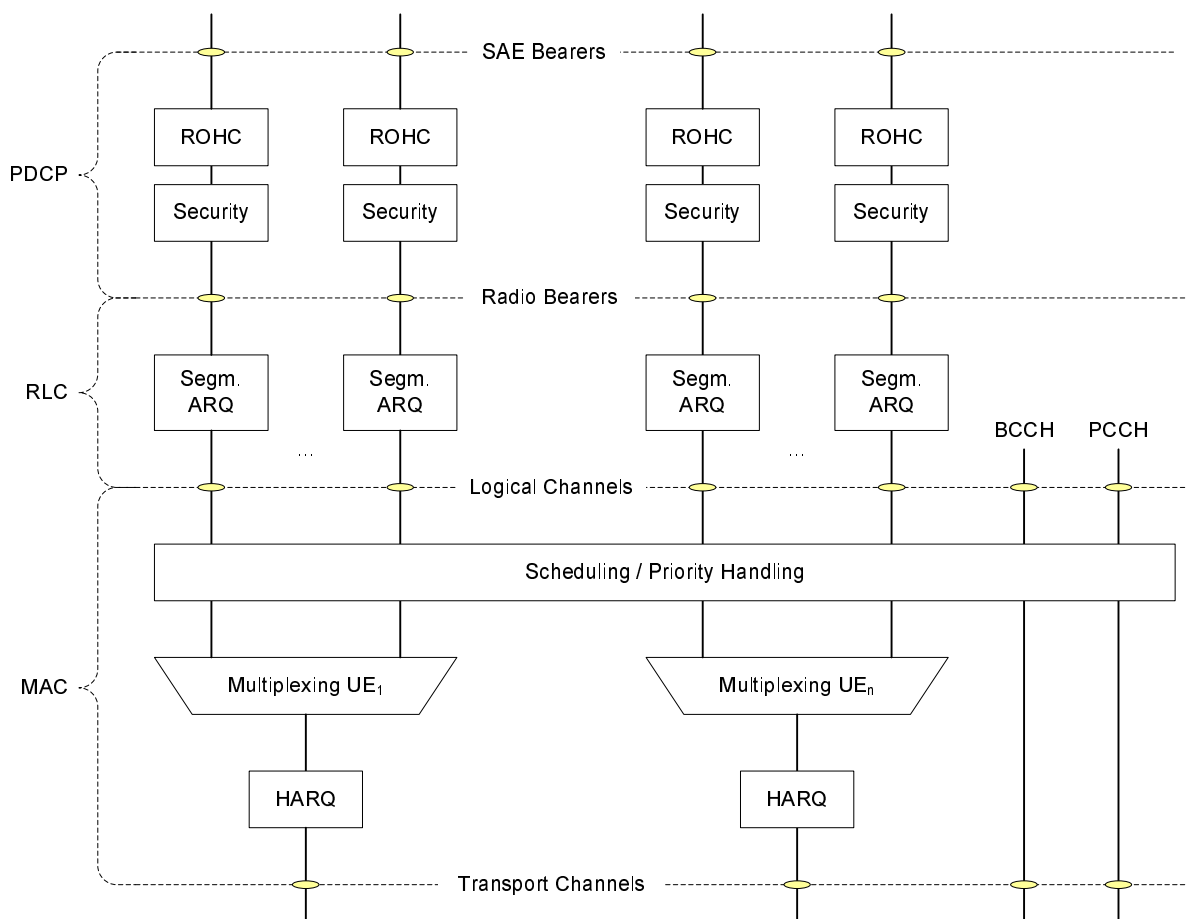 SAE Bearers
ROHC ROHC ROHC ROHC
PDCP
Security Security Security Security
Radio Bearers
Segm. Segm. Segm. Segm.
RLC
ARQ ARQ ARQ ARQ
BCCH PCCH
... ...
Logical Channels
Scheduling / Priority Handling
MAC
Multiplexing UE1 Multiplexing UEn
HARQ HARQ
Transport Channels